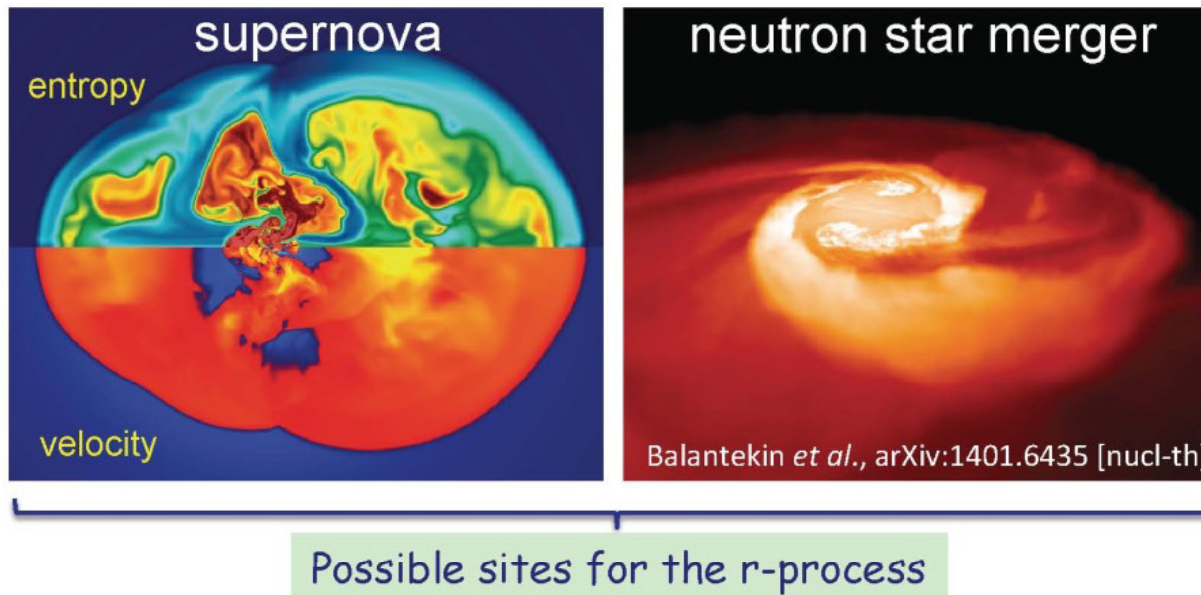 supernova
entropy
velocity
neutron star merger
Balantekin et al., arXiv:1401.6435 [nucl-th
Possible sites for the r-process